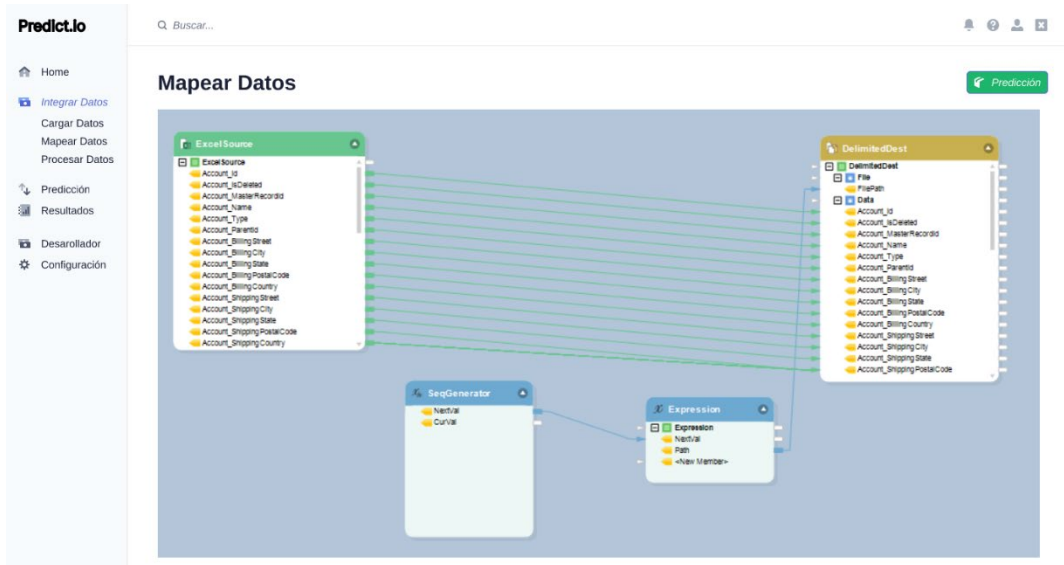 Predict.io
Buscar...
Home
Integrar Datos
Cargar Datos
Mapear Datos
Procesar Datos
Predicción
Resultados
Desarollador
Configuración
Mapear Datos
Predicción
ExcelSource
ExcelSource
Account_Id
Account_IsDeleted
Account_MasterRecordId
Account_Name
Account_Type
Account_ParentId
Account_BillingStreet
Account_BillingCity
Account_BillingState
Account_BillingPostalCode
Account_BillingCountry
Account_ShippingStreet
Account_ShippingCity
Account_ShippingState
Account_ShippingPostalCode
Account_ShippingCountry
DelimitedDest
DelimitedDest
File
FilePath
Data
Account_Id
Account_IsDeleted
Account_MasterRecordId
Account_Name
Account_Type
Account_ParentId
Account_BillingStreet
Account_BillingCity
Account_BillingState
Account_BillingPostalCode
Account_BillingCountry
Account_ShippingStreet
Account_ShippingCity
Account_ShippingState
Account_ShippingPostalCode
SeqGenerator
NextVal
CurVal
Expression
Expression
NextVal
Path
<New Member>